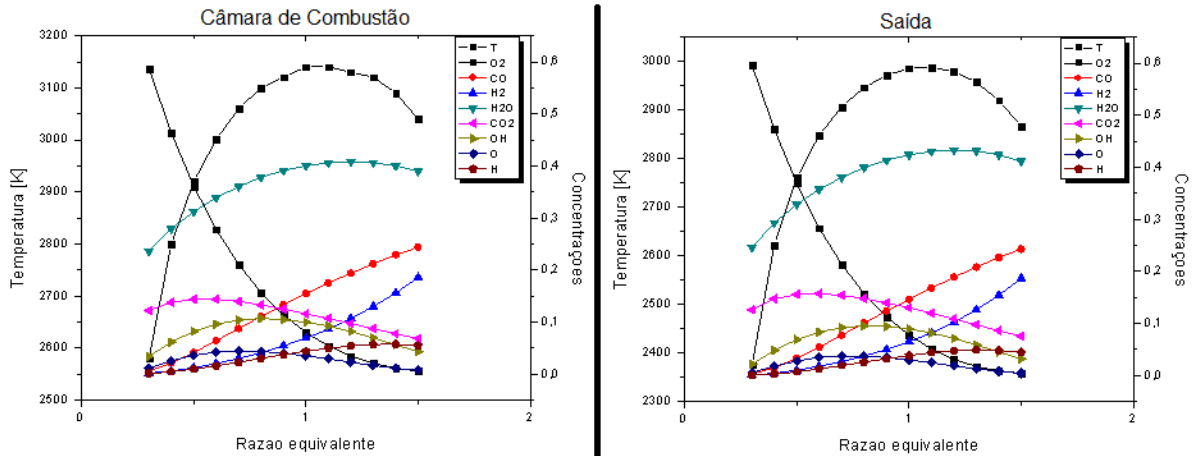 Câmara de Combustão
3200
3100
3000
2900
2800
2700
2600
2500
Temperatura [K]
0,6
0,5
0,4
0,3
0,2
0,1
0,0
Concentrações
T
O2
CO
H2
H2O
CO2
OH
O
H
0
1
2
Razao equivalente
Saída
3000
2900
2800
2700
2600
2500
2400
2300
Temperatura [K]
0,6
0,5
0,4
0,3
0,2
0,1
0,0
Concentrações
T
O2
CO
H2
H2O
CO2
OH
O
H
0
1
2
Razao equivalente